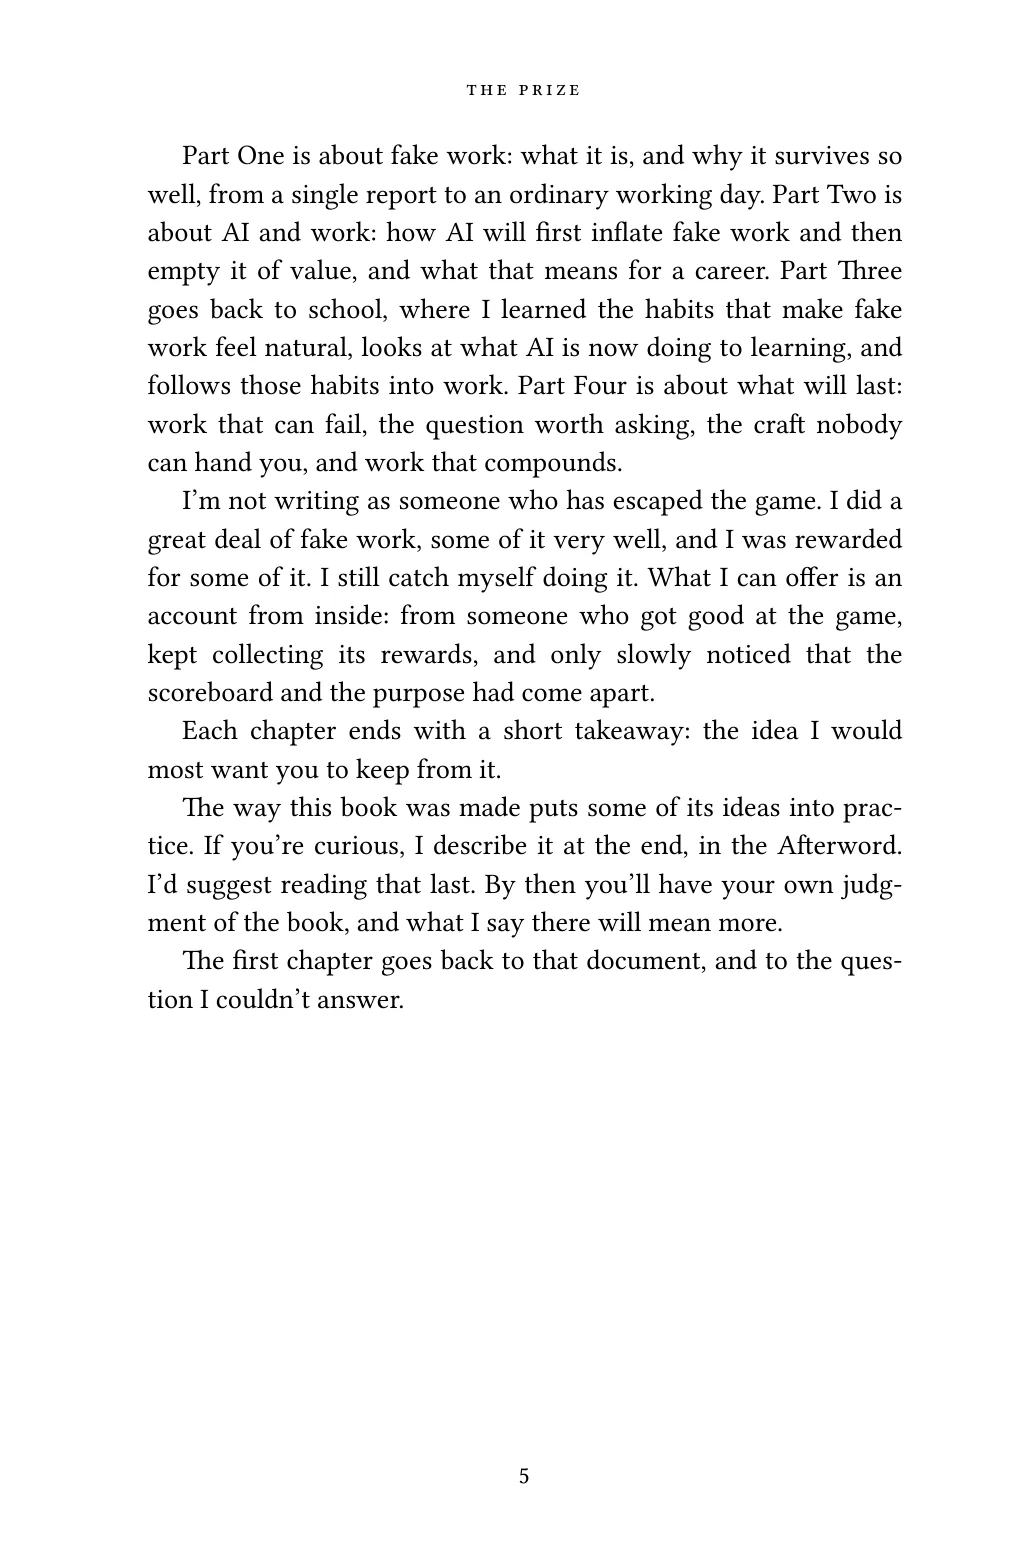 THE PRIZE
Part One is about fake work: what it is, and why it survives so
well, from a single report to an ordinary working day. Part Two is
about AI and work: how AI will first inflate fake work and then
empty it of value, and what that means for a career. Part Three
goes back to school, where I learned the habits that make fake
work feel natural, looks at what AI is now doing to learning, and
follows those habits into work. Part Four is about what will last:
work that can fail, the question worth asking, the craft nobody
can hand you, and work that compounds.
I’m not writing as someone who has escaped the game. I did a
great deal of fake work, some of it very well, and I was rewarded
for some of it. I still catch myself doing it. What I can offer is an
account from inside: from someone who got good at the game,
kept collecting its rewards, and only slowly noticed that the
scoreboard and the purpose had come apart.
Each chapter ends with a short takeaway: the idea I would
most want you to keep from it.
The way this book was made puts some of its ideas into prac-
tice. If you’re curious, I describe it at the end, in the Afterword.
I’d suggest reading that last. By then you’ll have your own judg-
ment of the book, and what I say there will mean more.
The first chapter goes back to that document, and to the ques-
tion I couldn’t answer.
5